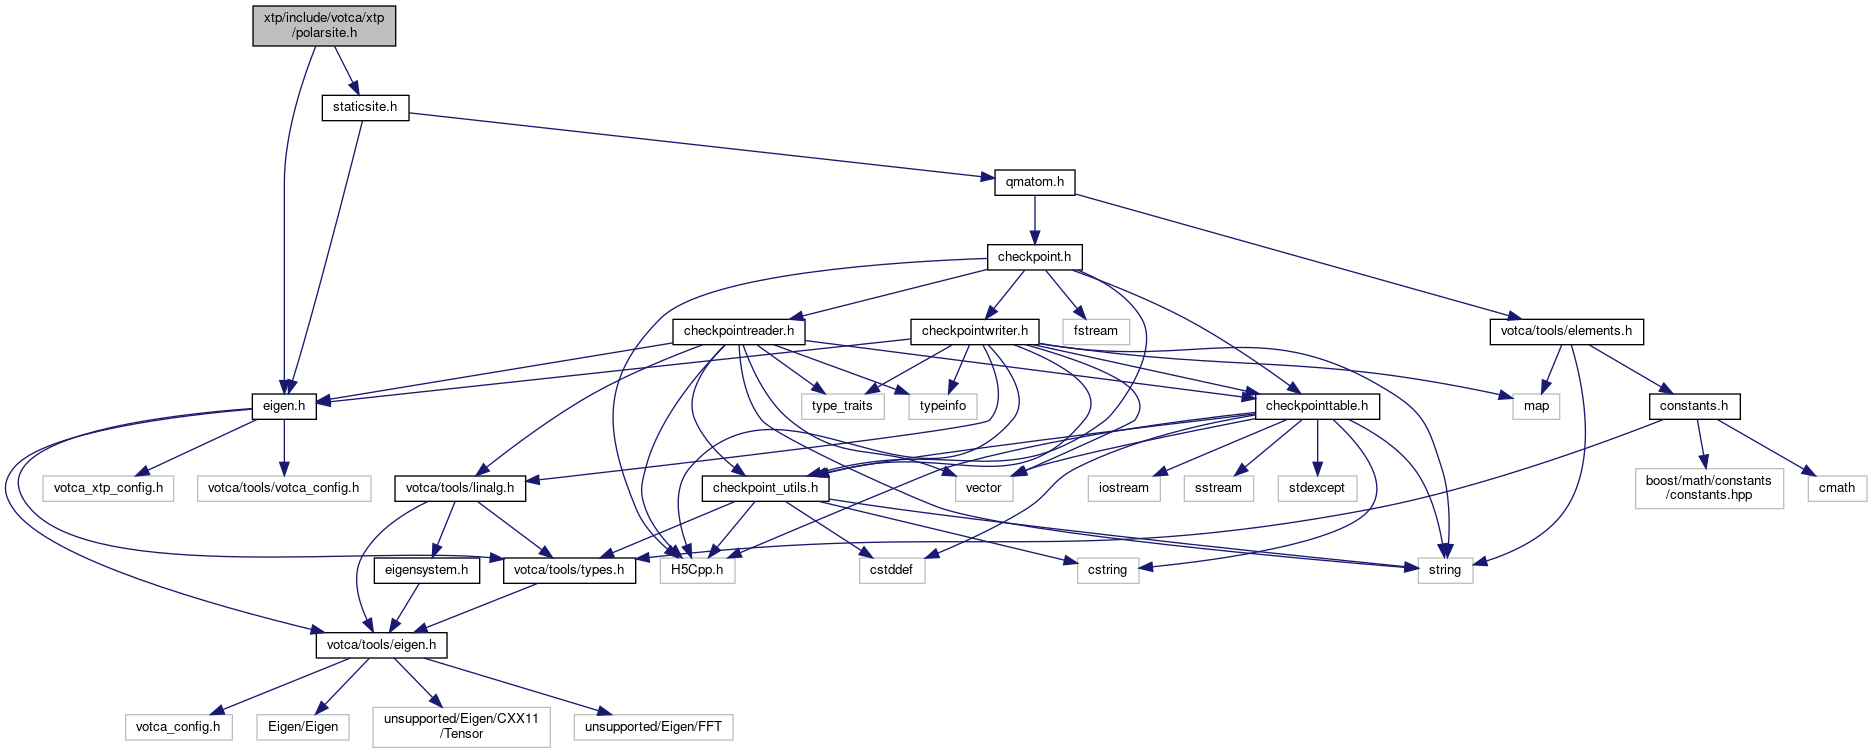 xtp/include/votca/xtp
/polarsite.h
staticsite.h
qmatom.h
checkpoint.h
checkpointreader.h
checkpointwriter.h
fstream
votca/tools/elements.h
eigen.h
type_traits
typeinfo
checkpointtable.h
map
constants.h
votca_xtp_config.h
votca/tools/votca_config.h
votca/tools/linalg.h
checkpoint_utils.h
vector
iostream
sstream
stdexcept
boost/math/constants
/constants.hpp
cmath
eigensystem.h
votca/tools/types.h
H5Cpp.h
cstddef
cstring
string
votca/tools/eigen.h
votca_config.h
Eigen/Eigen
unsupported/Eigen/CXX11
/Tensor
unsupported/Eigen/FFT